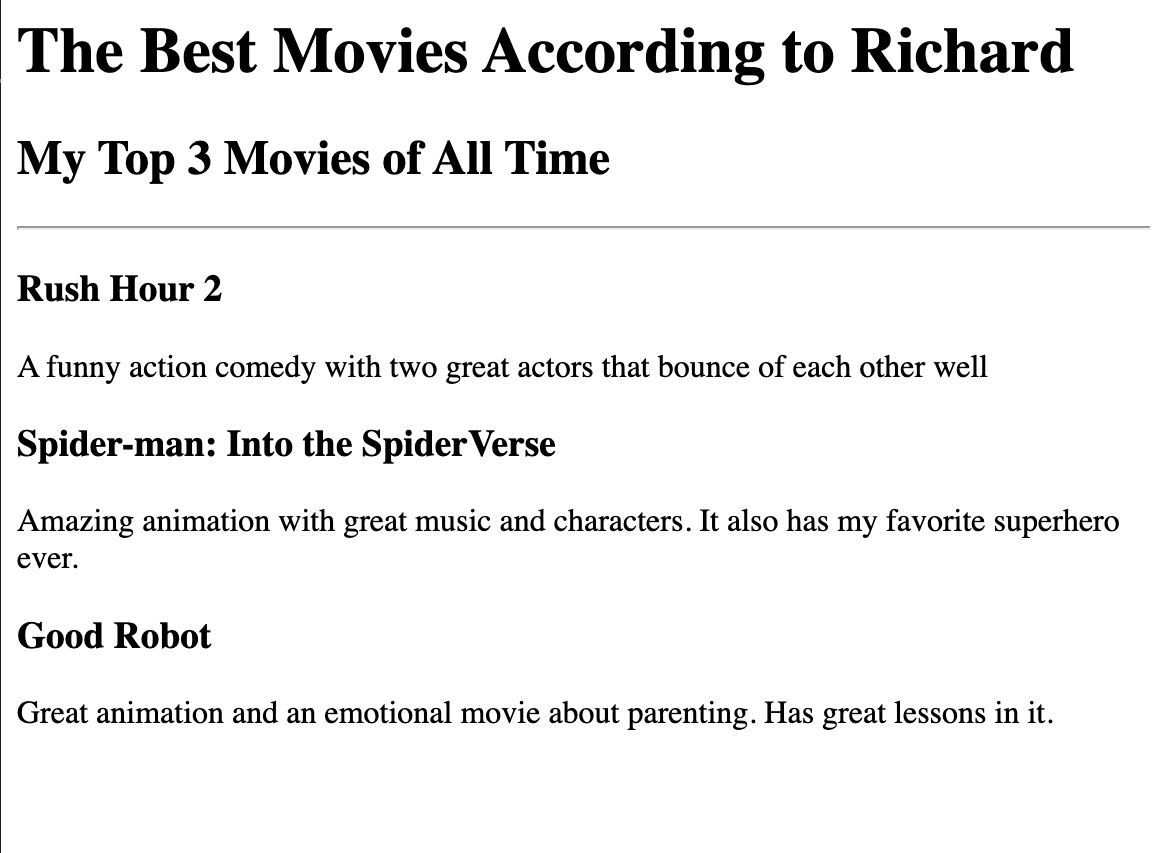 The Best Movies According to Richard
My Top 3 Movies of All Time
Rush Hour 2
A funny action comedy with two great actors that bounce of each other well
Spider-man: Into the SpiderVerse
Amazing animation with great music and characters. It also has my favorite superhero
ever.
Good Robot
Great animation and an emotional movie about parenting. Has great lessons in it.